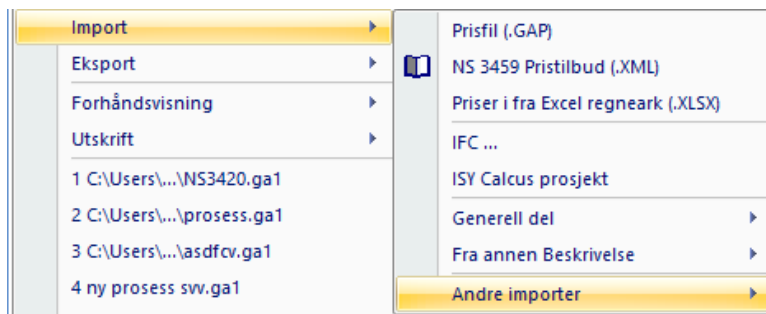 Import
Eksport
Forhåndsvisning
Utskrift
1 C:\Users\...\NS3420.ga1
2 C:\Users\...\prosess.ga1
3 C:\Users\...\asdfcv.ga1
4 ny prosess svv.ga1
Prisfil (.GAP)
NS 3459 Pristilbud (.XML)
Priser i fra Excel regneark (.XLSX)
IFC ...
ISY Calcus prosjekt
Generell del
Fra annen Beskrivelse
Andre importer